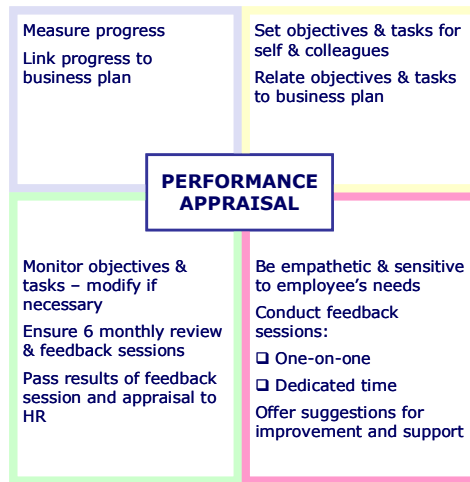 Measure progress
Link progress to
business plan
Set objectives & tasks for
self & colleagues
Relate objectives & tasks
to business plan
PERFORMANCE
APPRAISAL
Monitor objectives &
tasks – modify if
necessary
Ensure 6 monthly review
& feedback sessions
Pass results of feedback
session and appraisal to
HR
Be empathetic & sensitive
to employee’s needs
Conduct feedback
sessions:
❑ One-on-one
❑ Dedicated time
Offer suggestions for
improvement and support